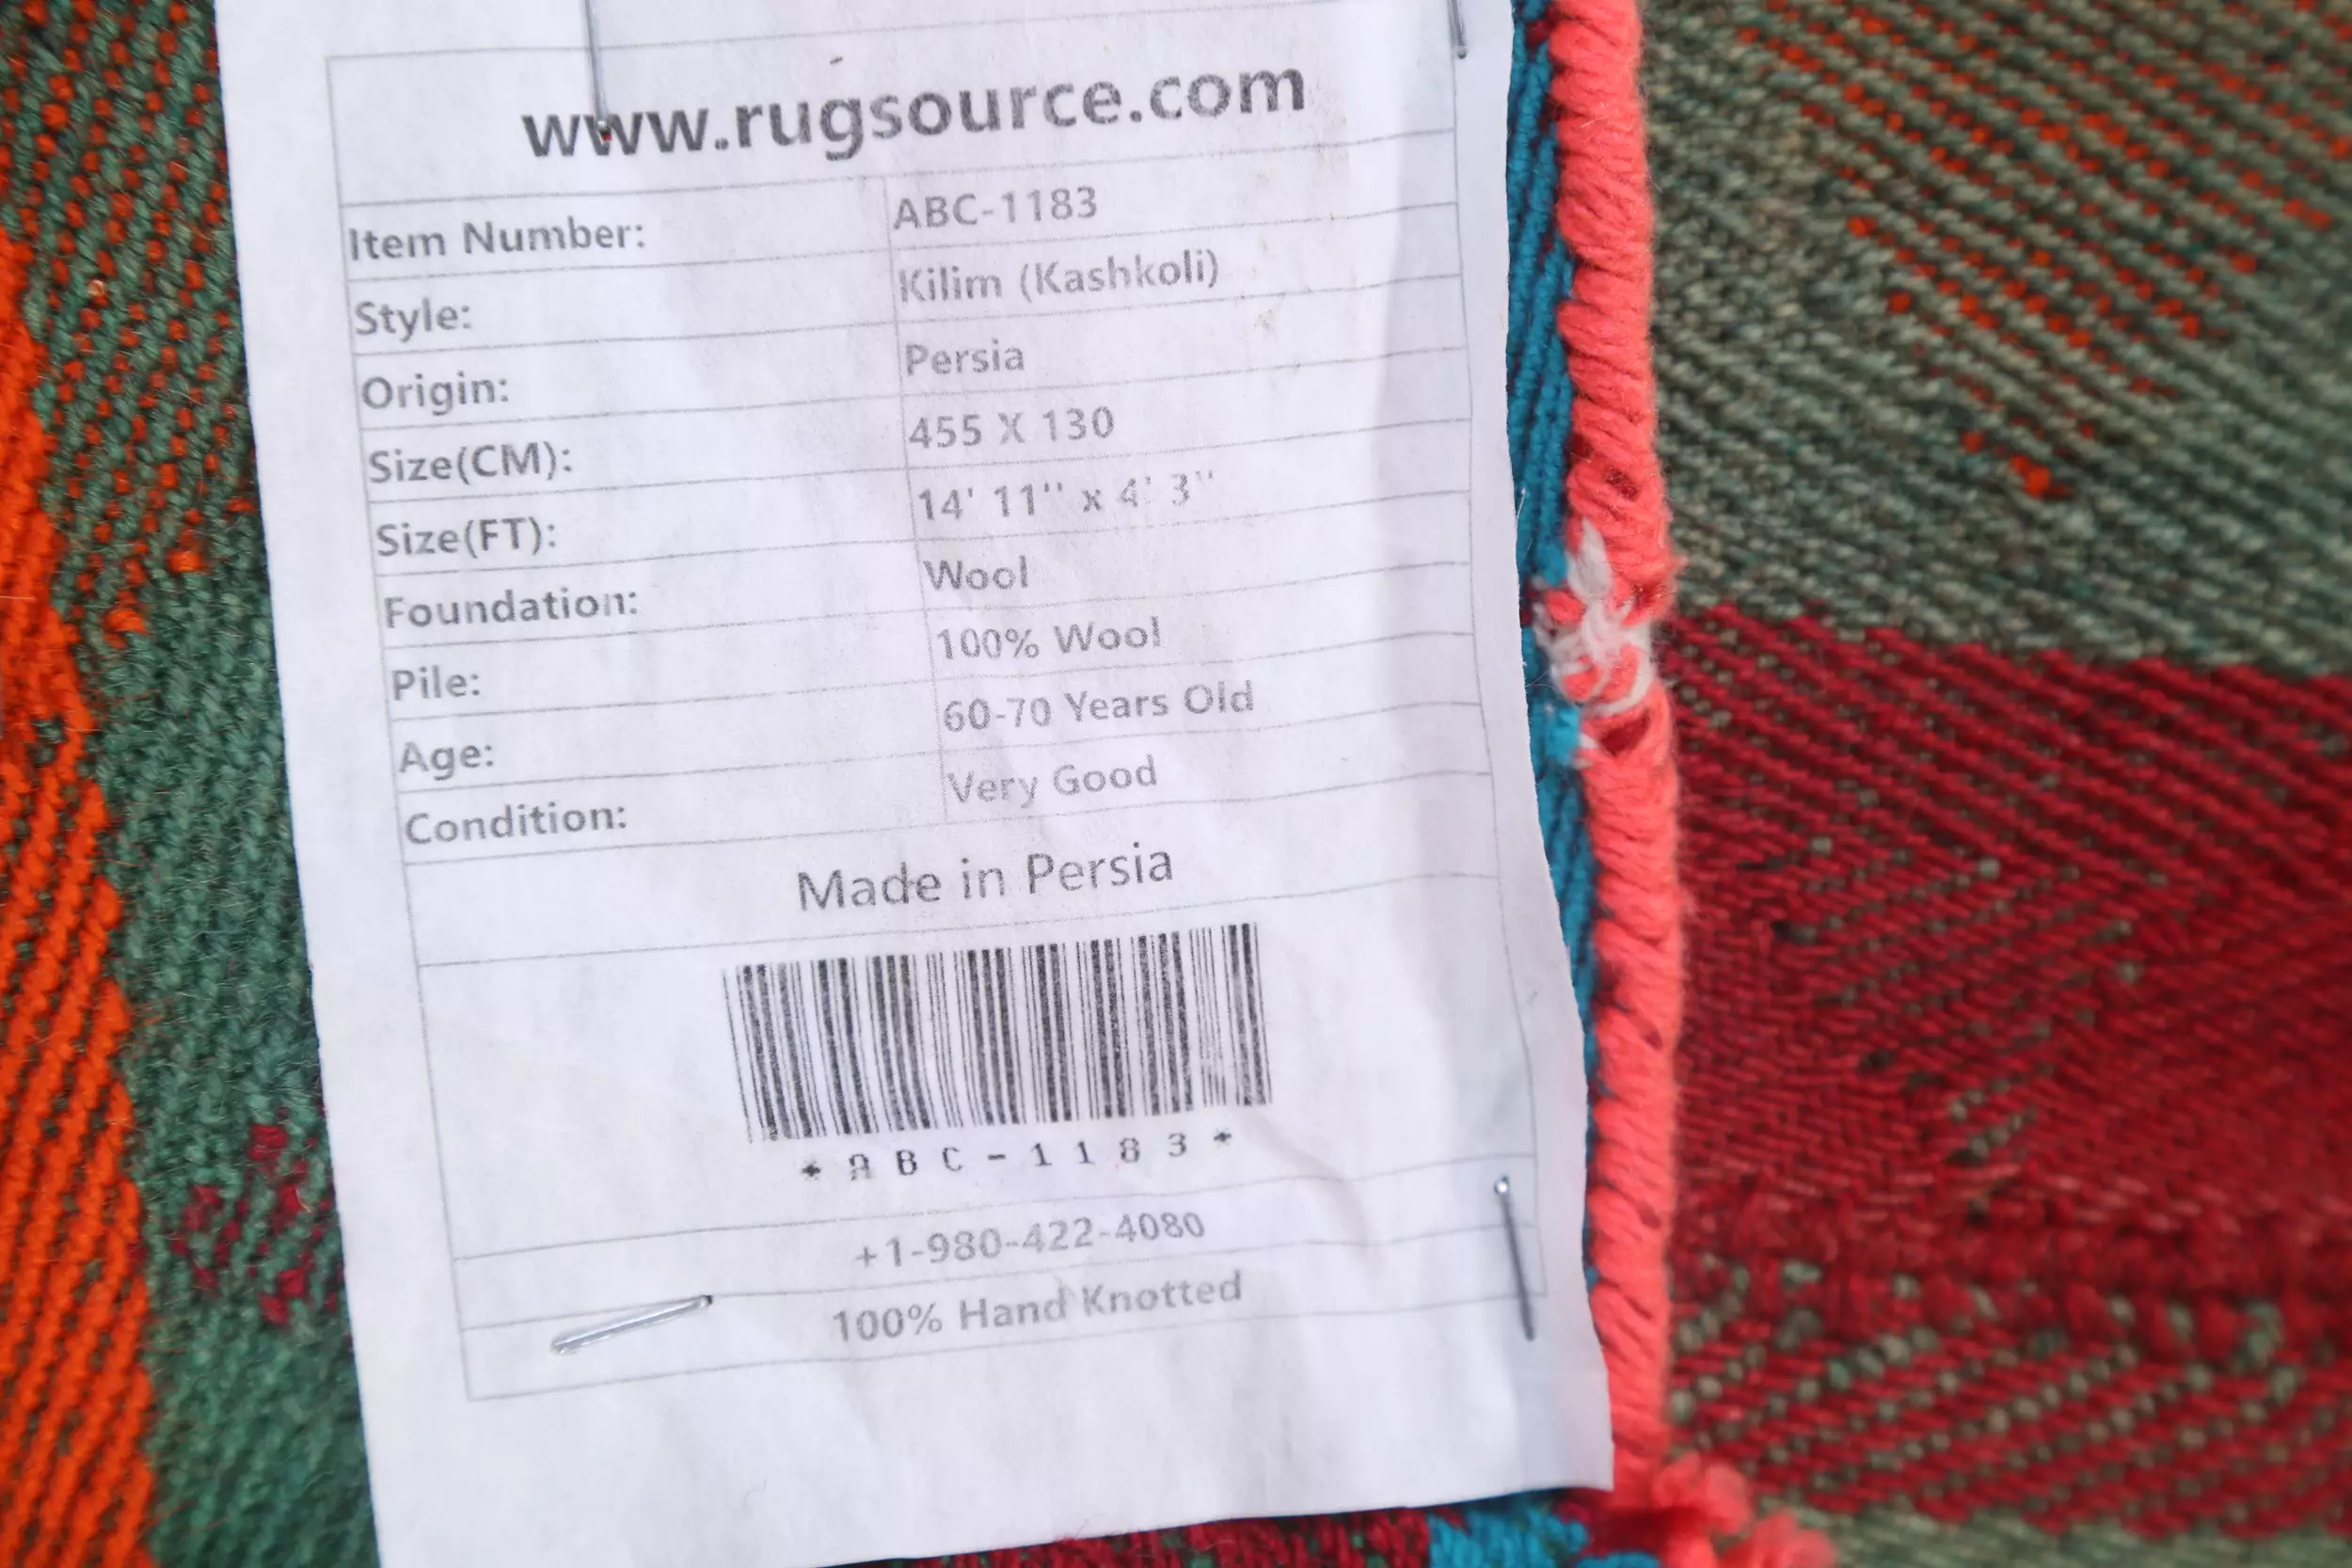 www.rugsource.com
Item Number: ABC-1183
Style: Kilim (Kashkoli)
Origin: Persia
Size(CM): 455 X 130
Size(FT): 14' 11'' x 4' 3''
Foundation: Wool
Pile: 100% Wool
Age: 60-70 Years Old
Condition: Very Good
Made in Persia
*ABC-1183*
+1-980-422-4080
100% Hand Knotted